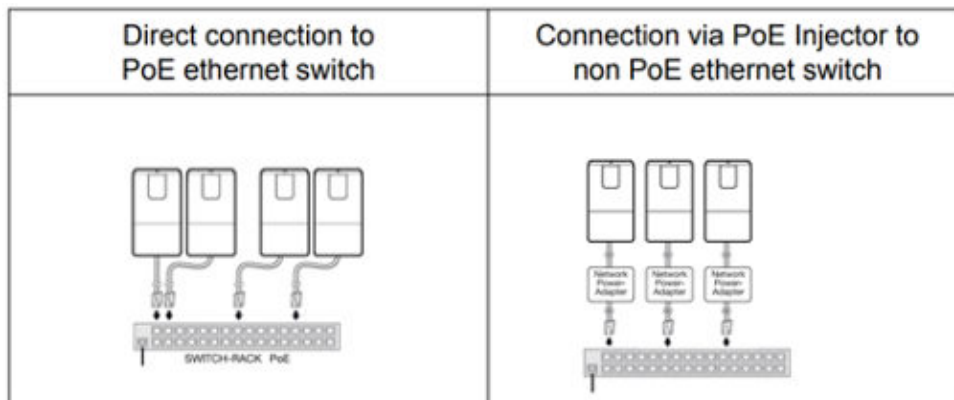 Direct connection to
PoE ethernet switch
Connection via PoE Injector to
non PoE ethernet switch
SWITCH-RACK PoE
Network
Power-
Adapter
Network
Power-
Adapter
Network
Power-
Adapter